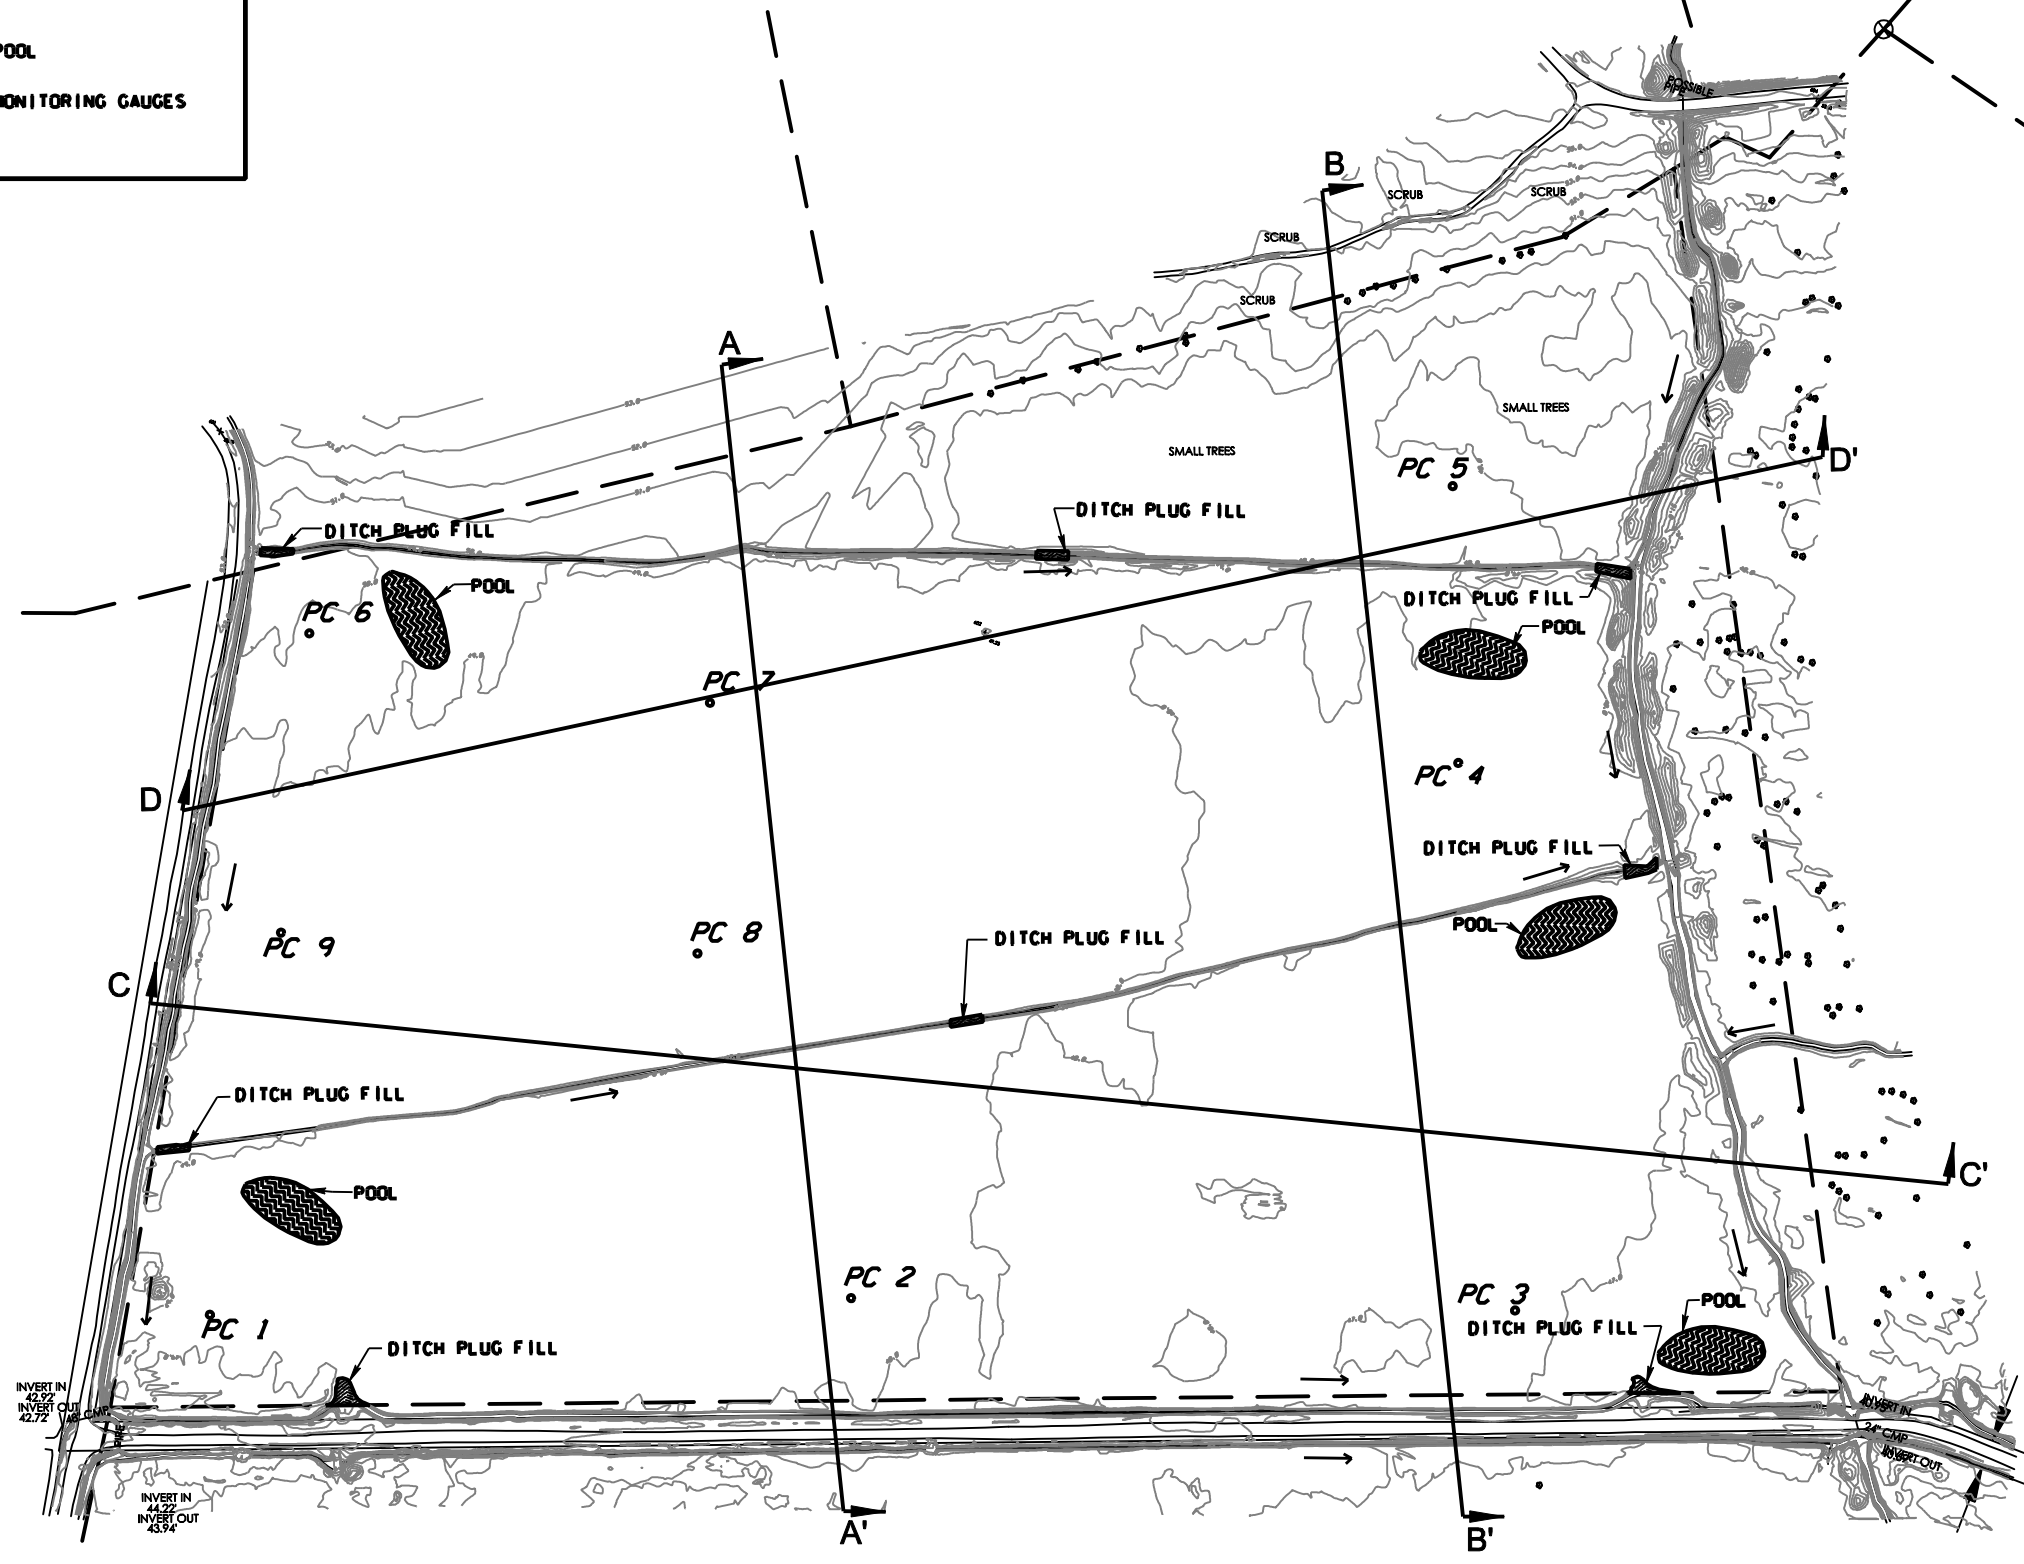 POOL
MONITORING GAUGES
POSSIBLE
PIPE
B
SCRUB
SCRUB
SCRUB
SCRUB
A
SMALL TREES
SMALL TREES
PC 5
D'
DITCH PLUG FILL
DITCH PLUG FILL
POOL
DITCH PLUG FILL
PC 6
POOL
PC 7
PC 4
D
DITCH PLUG FILL
POOL
PC 8
DITCH PLUG FILL
PC 9
C
DITCH PLUG FILL
C'
POOL
PC 2
PC 3
POOL
DITCH PLUG FILL
PC 1
DITCH PLUG FILL
INVERT IN
42.92'
INVERT OUT
42.72'
48" CMP
PIPE
INVERT IN
24" CMP
INVERT OUT
INVERT IN
44.22'
INVERT OUT
43.94'
A'
B'